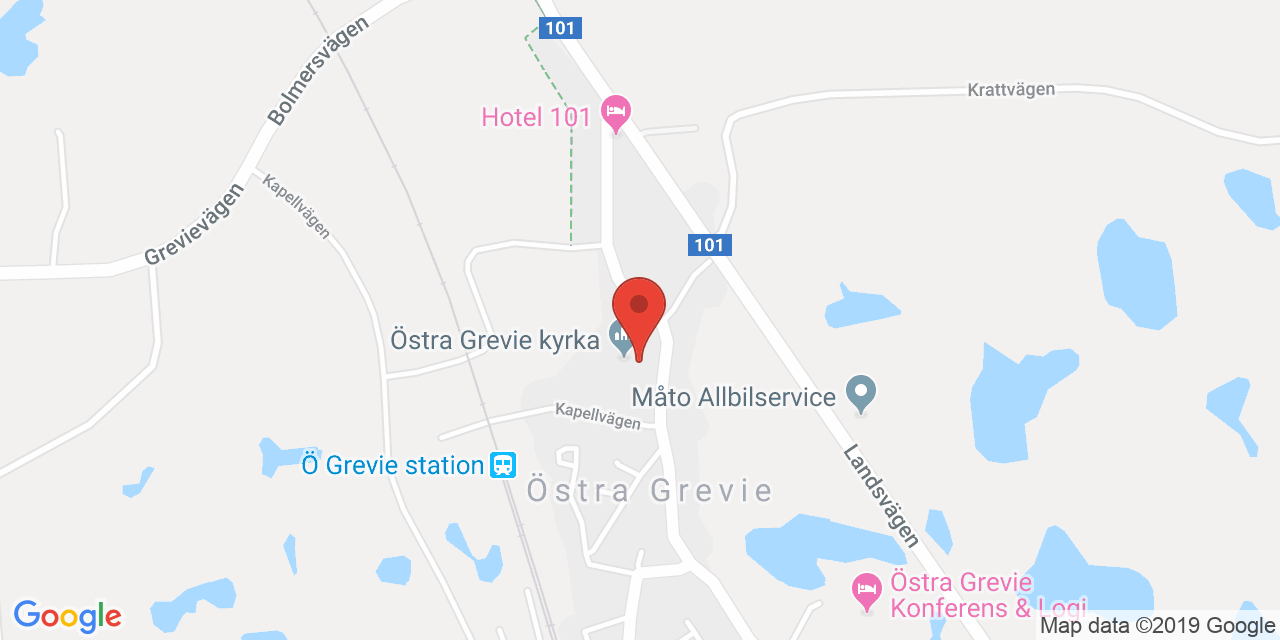 101
Bolmersvägen
Krattvägen
Hotel 101
Kapellvägen
Grevievägen
101
Östra Grevie kyrka
Måto Allbilservice
Kapellvägen
Ö Grevie station
Östra Grevie
Landsvägen
Östra Grevie
Konferens & Logi
Google
Map data ©2019 Google